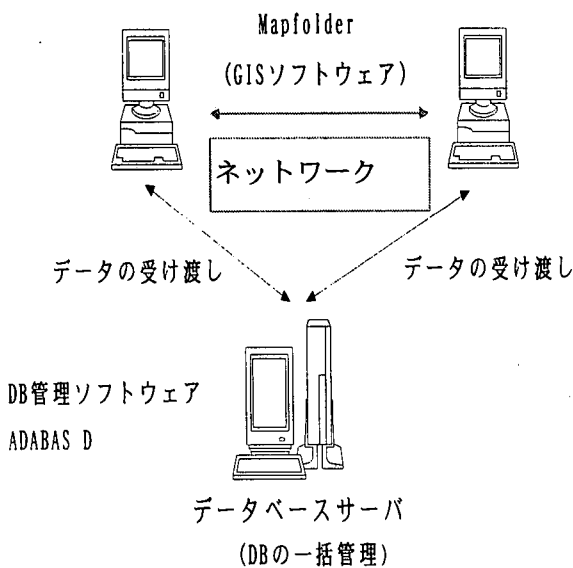 Mapfolder
(GISソフトウェア)
ネットワーク
データの受け渡し
データの受け渡し
DB管理ソフトウェア
ADABAS D
データベースサーバ
(DBの一括管理)